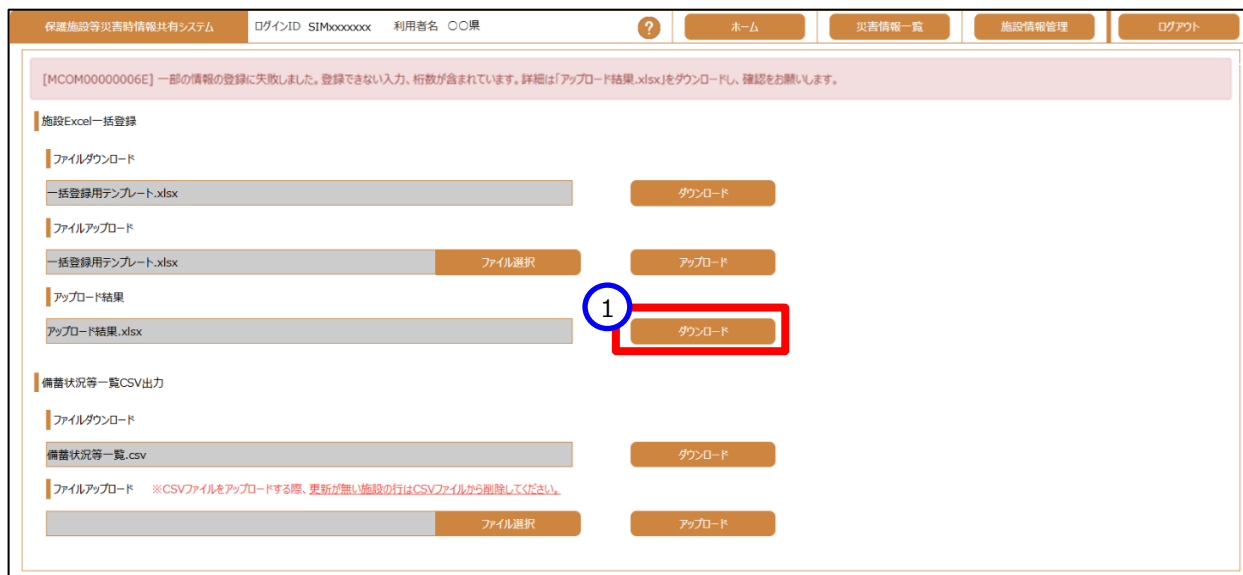 保護施設等災害時情報共有システム ログインID SIMxxxxxxx 利用者名 〇〇県 ? ホーム 災害情報一覧 施設情報管理 ログアウト
[MCOM00000006E] 一部の情報の登録に失敗しました。登録できない入力、桁数が含まれています。詳細は「アップロード結果.xlsx」をダウンロードし、確認をお願いします。
施設Excel一括登録
ファイルダウンロード
一括登録用テンプレート.xlsx ダウンロード
ファイルアップロード
一括登録用テンプレート.xlsx ファイル選択 アップロード
アップロード結果
1
アップロード結果.xlsx ダウンロード
備蓄状況等一覧CSV出力
ファイルダウンロード
備蓄状況等一覧.csv ダウンロード
ファイルアップロード ※CSVファイルをアップロードする際、更新が無い施設の行はCSVファイルから削除してください。
ファイル選択 アップロード